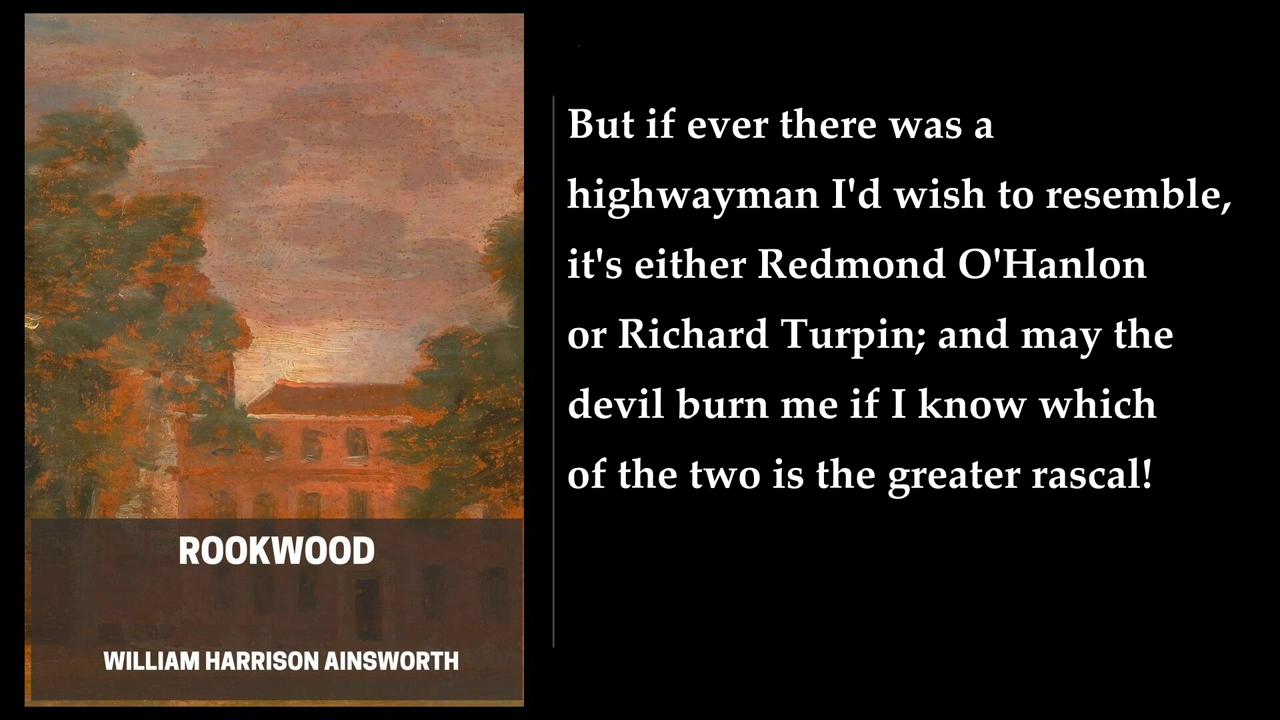 ROOKWOOD
WILLIAM HARRISON AINSWORTH
But if ever there was a
highwayman I'd wish to resemble,
it's either Redmond O'Hanlon
or Richard Turpin; and may the
devil burn me if I know which
of the two is the greater rascal!